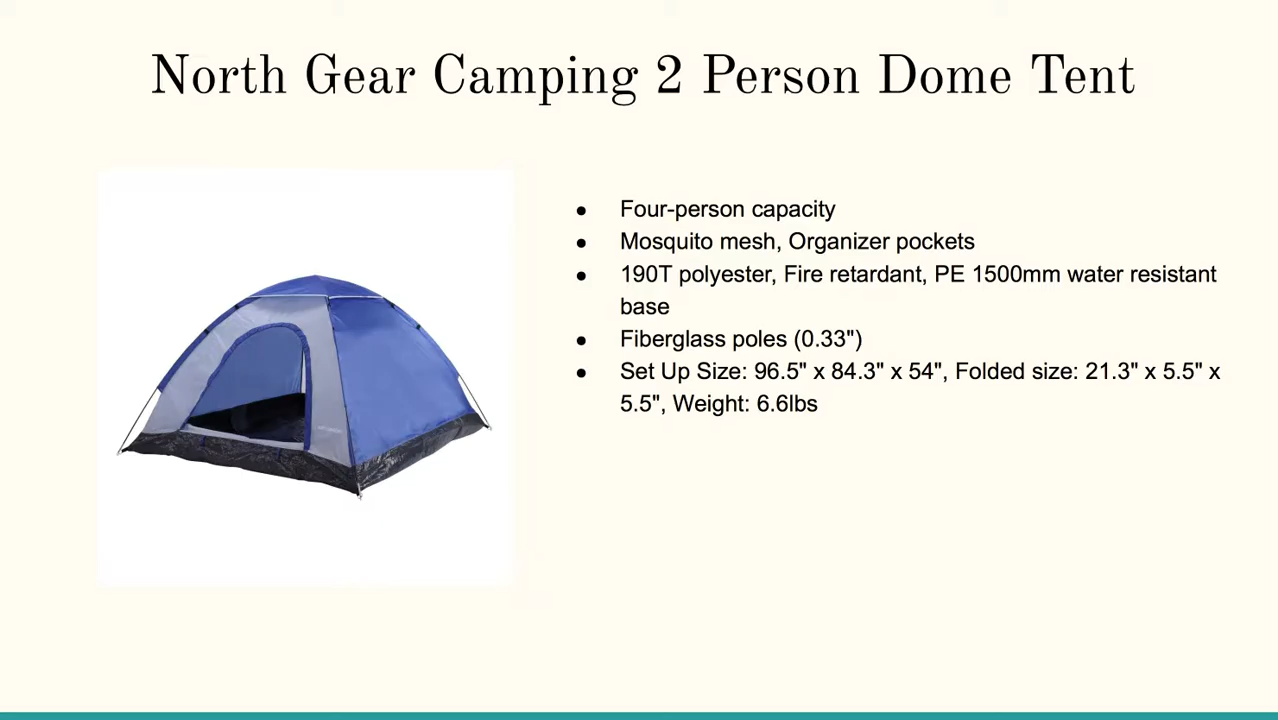 North Gear Camping 2 Person Dome Tent
● Four-person capacity
● Mosquito mesh, Organizer pockets
● 190T polyester, Fire retardant, PE 1500mm water resistant
base
● Fiberglass poles (0.33")
● Set Up Size: 96.5" x 84.3" x 54", Folded size: 21.3" x 5.5" x
5.5", Weight: 6.6lbs